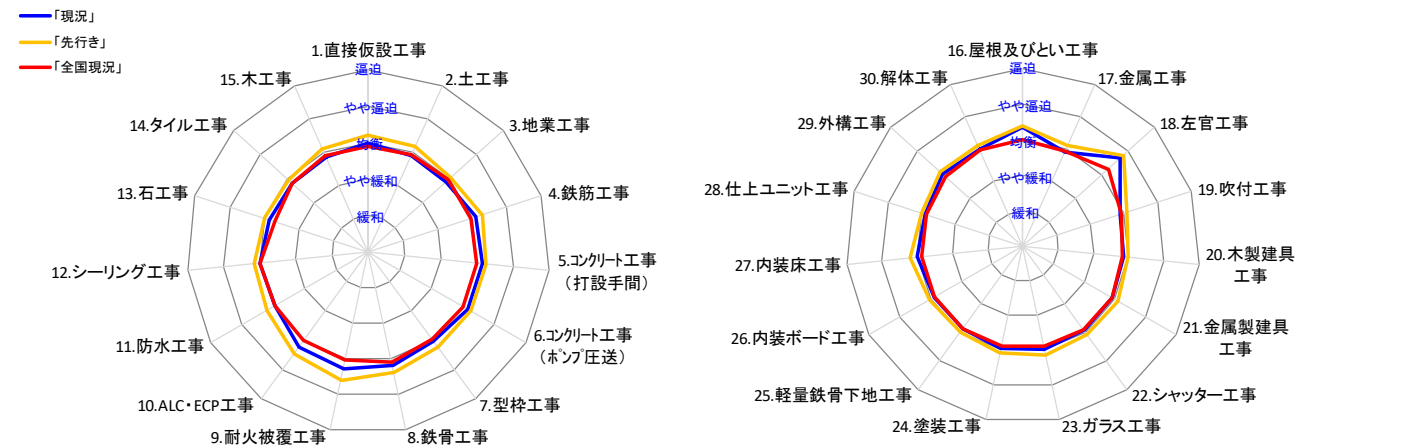 「現況」
「先行き」
「全国現況」
1.直接仮設工事
2.土工事
3.地業工事
4.鉄筋工事
5.コンクリート工事
（打設手間）
6.コンクリート工事
（ポンプ圧送）
7.型枠工事
8.鉄骨工事
9.耐火被覆工事
10.ALC・ECP工事
11.防水工事
12.シーリング工事
13.石工事
14.タイル工事
15.木工事
逼迫
やや逼迫
均衡
やや緩和
緩和
16.屋根及びとい工事
17.金属工事
18.左官工事
19.吹付工事
20.木製建具
工事
21.金属製建具
工事
22.シャッター工事
23.ガラス工事
24.塗装工事
25.軽量鉄骨下地工事
26.内装ボード工事
27.内装床工事
28.仕上ユニット工事
29.外構工事
30.解体工事
逼迫
やや逼迫
均衡
やや緩和
緩和